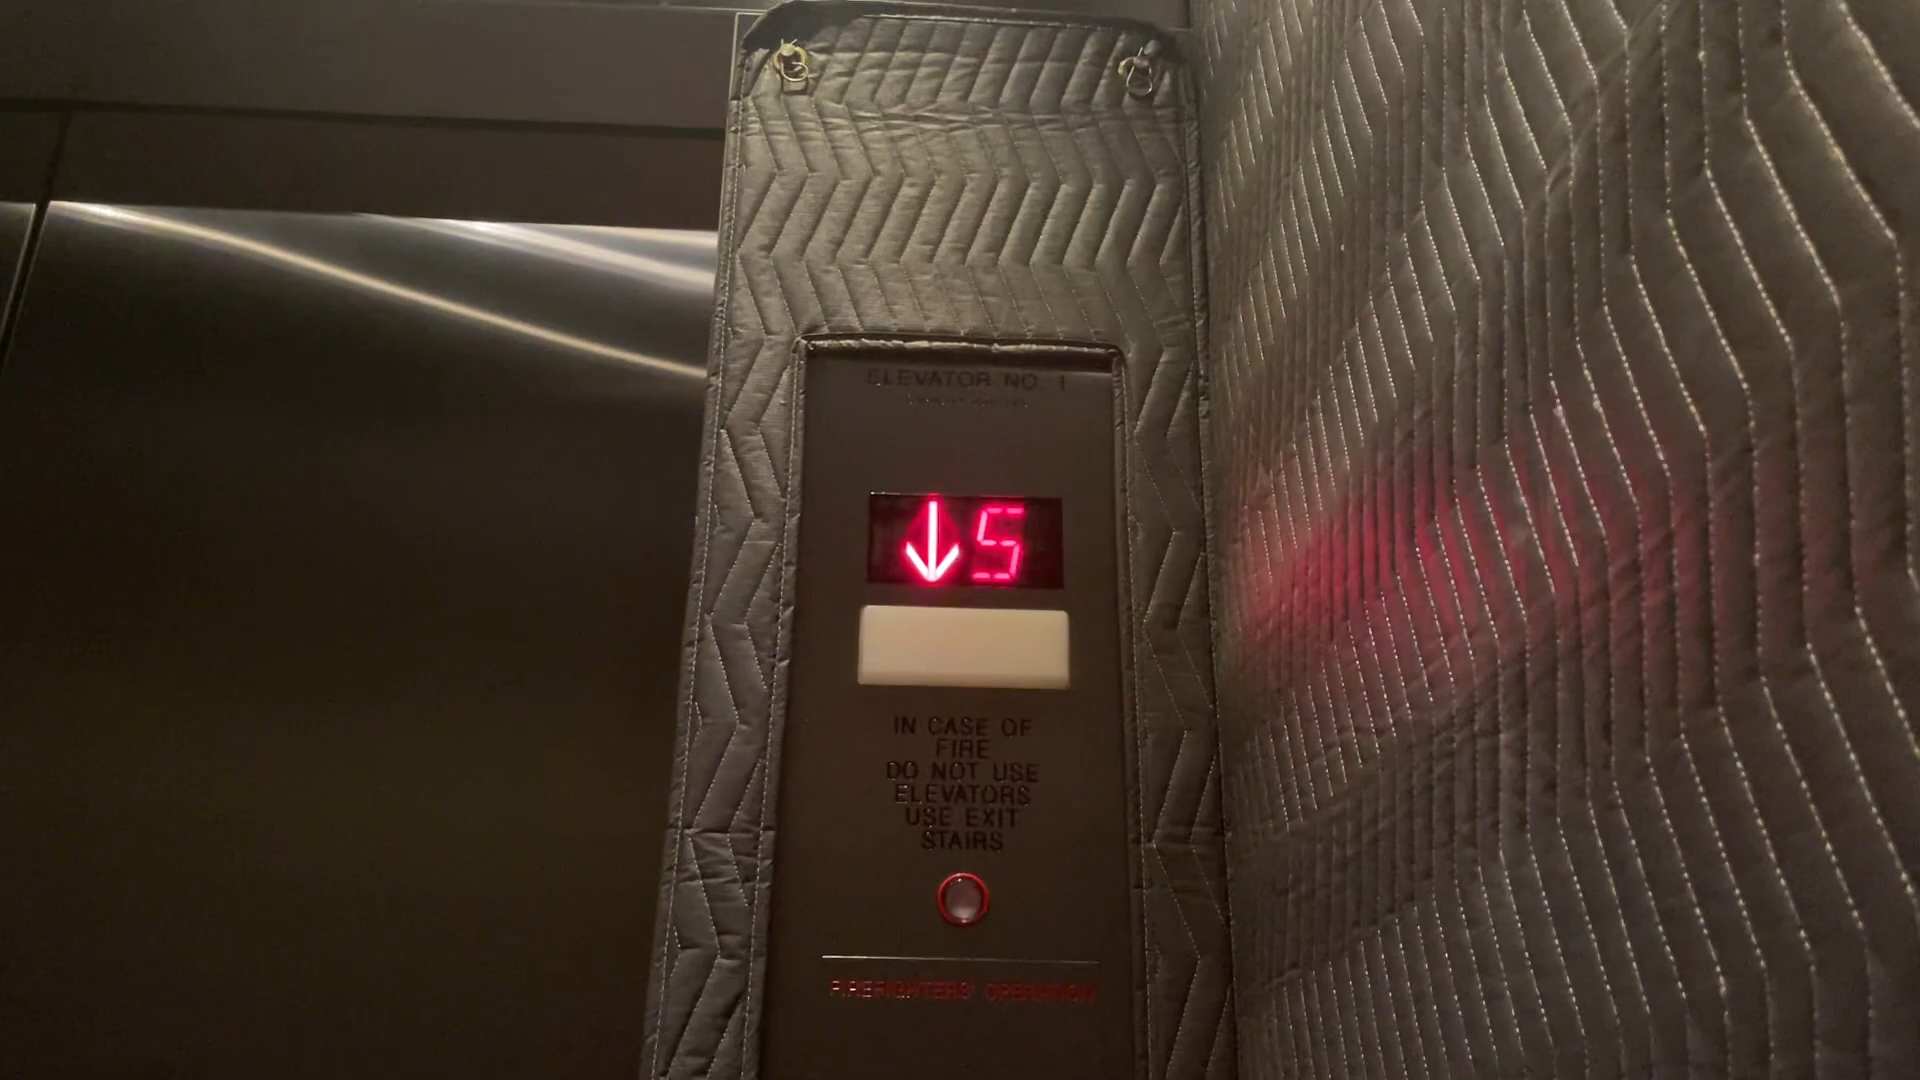 ELEVATOR NO. 1
↓5
IN CASE OF
FIRE
DO NOT USE
ELEVATORS
USE EXIT
STAIRS
FIREFIGHTERS' OPERATION